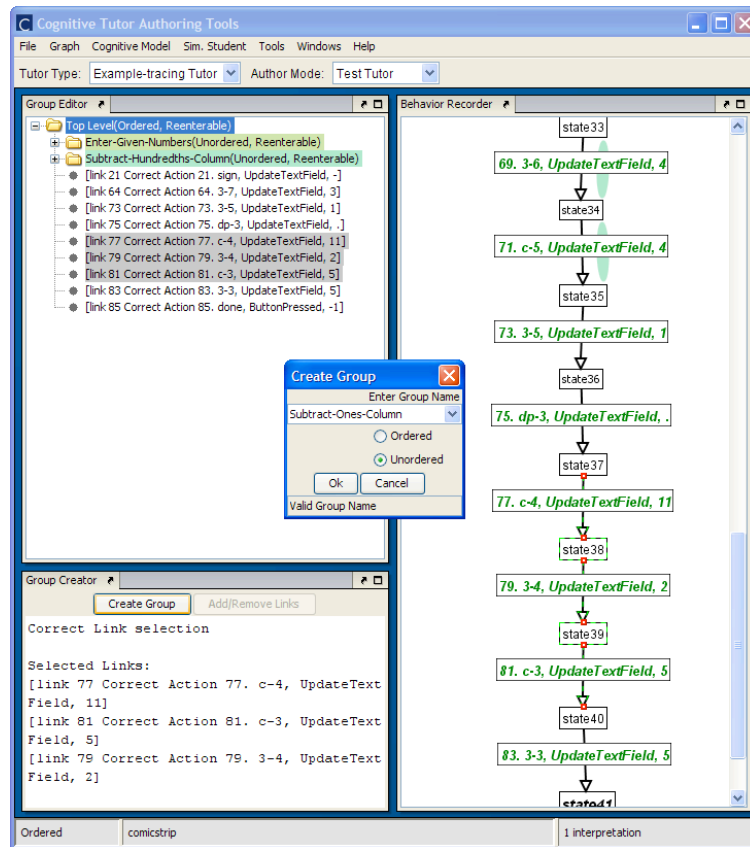 Cognitive Tutor Authoring Tools
File Graph Cognitive Model Sim. Student Tools Windows Help
Tutor Type: Example-tracing Tutor Author Mode: Test Tutor
Group Editor
Top Level(Ordered, Reenterable)
Enter-Given-Numbers(Unordered, Reenterable)
Subtract-Hundredths-Column(Unordered, Reenterable)
[link 21 Correct Action 21. sign, UpdateTextField, -]
[link 64 Correct Action 64. 3-7, UpdateTextField, 3]
[link 73 Correct Action 73. 3-5, UpdateTextField, 1]
[link 75 Correct Action 75. dp-3, UpdateTextField, .]
[link 77 Correct Action 77. c-4, UpdateTextField, 11]
[link 79 Correct Action 79. 3-4, UpdateTextField, 2]
[link 81 Correct Action 81. c-3, UpdateTextField, 5]
[link 83 Correct Action 83. 3-3, UpdateTextField, 5]
[link 85 Correct Action 85. done, ButtonPressed, -1]
Create Group
Enter Group Name
Subtract-Ones-Column
Ordered
Unordered
Ok Cancel
Valid Group Name
Group Creator
Create Group Add/Remove Links
Correct Link selection
Selected Links:
[link 77 Correct Action 77. c-4, UpdateText
Field, 11]
[link 81 Correct Action 81. c-3, UpdateText
Field, 5]
[link 79 Correct Action 79. 3-4, UpdateText
Field, 2]
Behavior Recorder
state33
69. 3-6, UpdateTextField, 4
state34
71. c-5, UpdateTextField, 4
state35
73. 3-5, UpdateTextField, 1
state36
75. dp-3, UpdateTextField, .
state37
77. c-4, UpdateTextField, 11
state38
79. 3-4, UpdateTextField, 2
state39
81. c-3, UpdateTextField, 5
state40
83. 3-3, UpdateTextField, 5
state41
Ordered comicstrip 1 interpretation